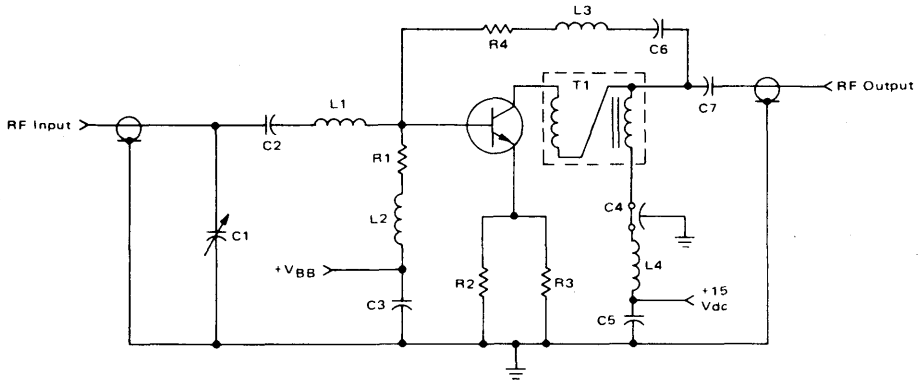 L3
R4
C6
T1
C7
RF Output
L1
RF Input
C2
R1
C4
L2
C1
+VBB
R2
R3
L4
C3
+15
Vdc
C5